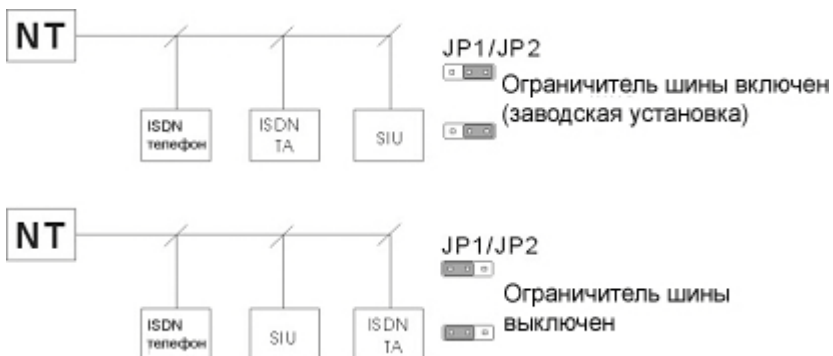 NT
JP1/JP2
Ограничитель шины включен
(заводская установка)
ISDN
телефон
ISDN
TA
SIU
NT
JP1/JP2
Ограничитель шины
выключен
ISDN
телефон
SIU
ISDN
TA